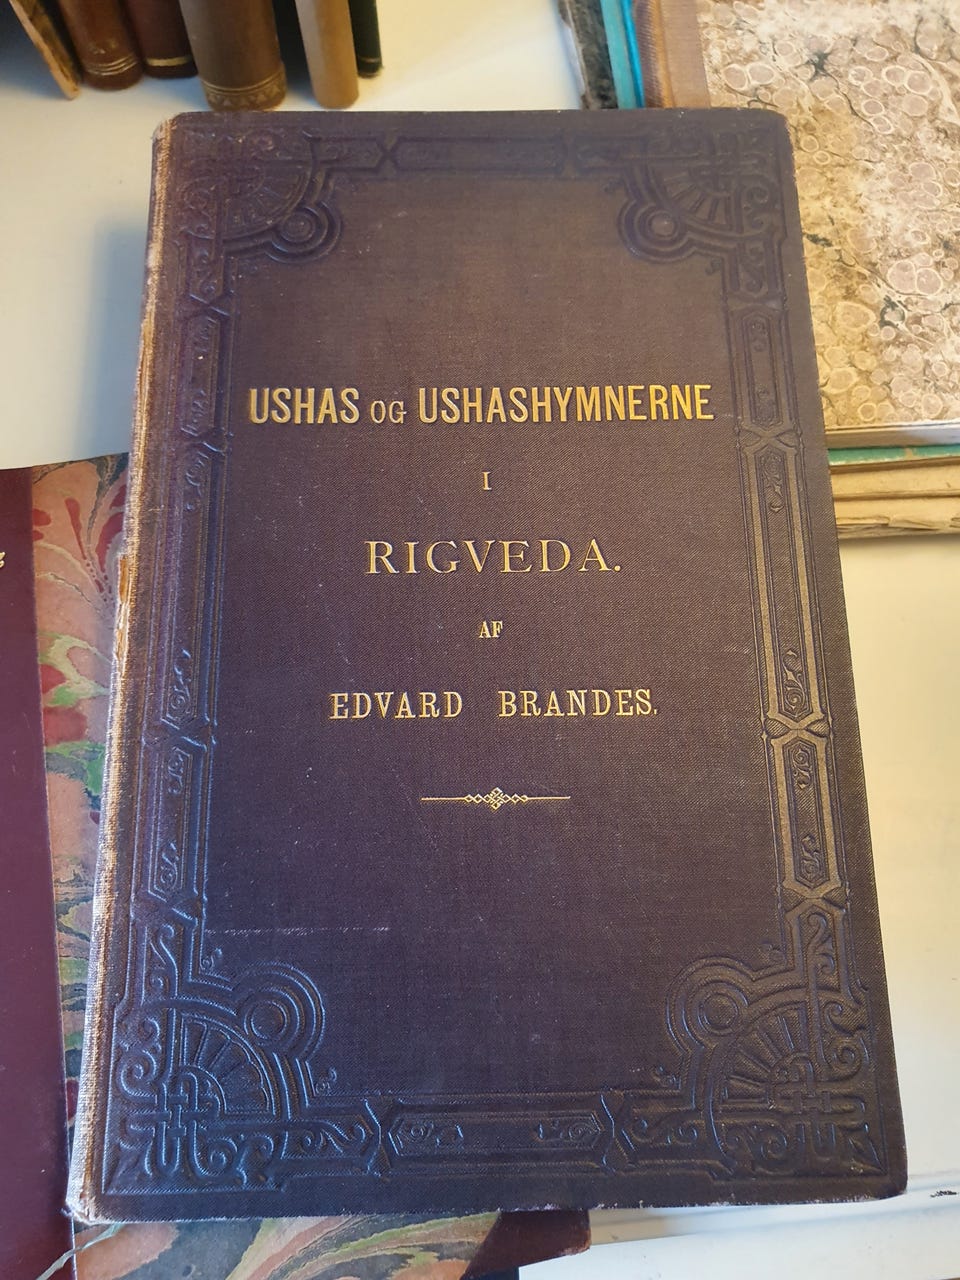 USHAS OG USHASHYMNERNE
I
RIGVEDA.
AF
EDVARD BRANDES.